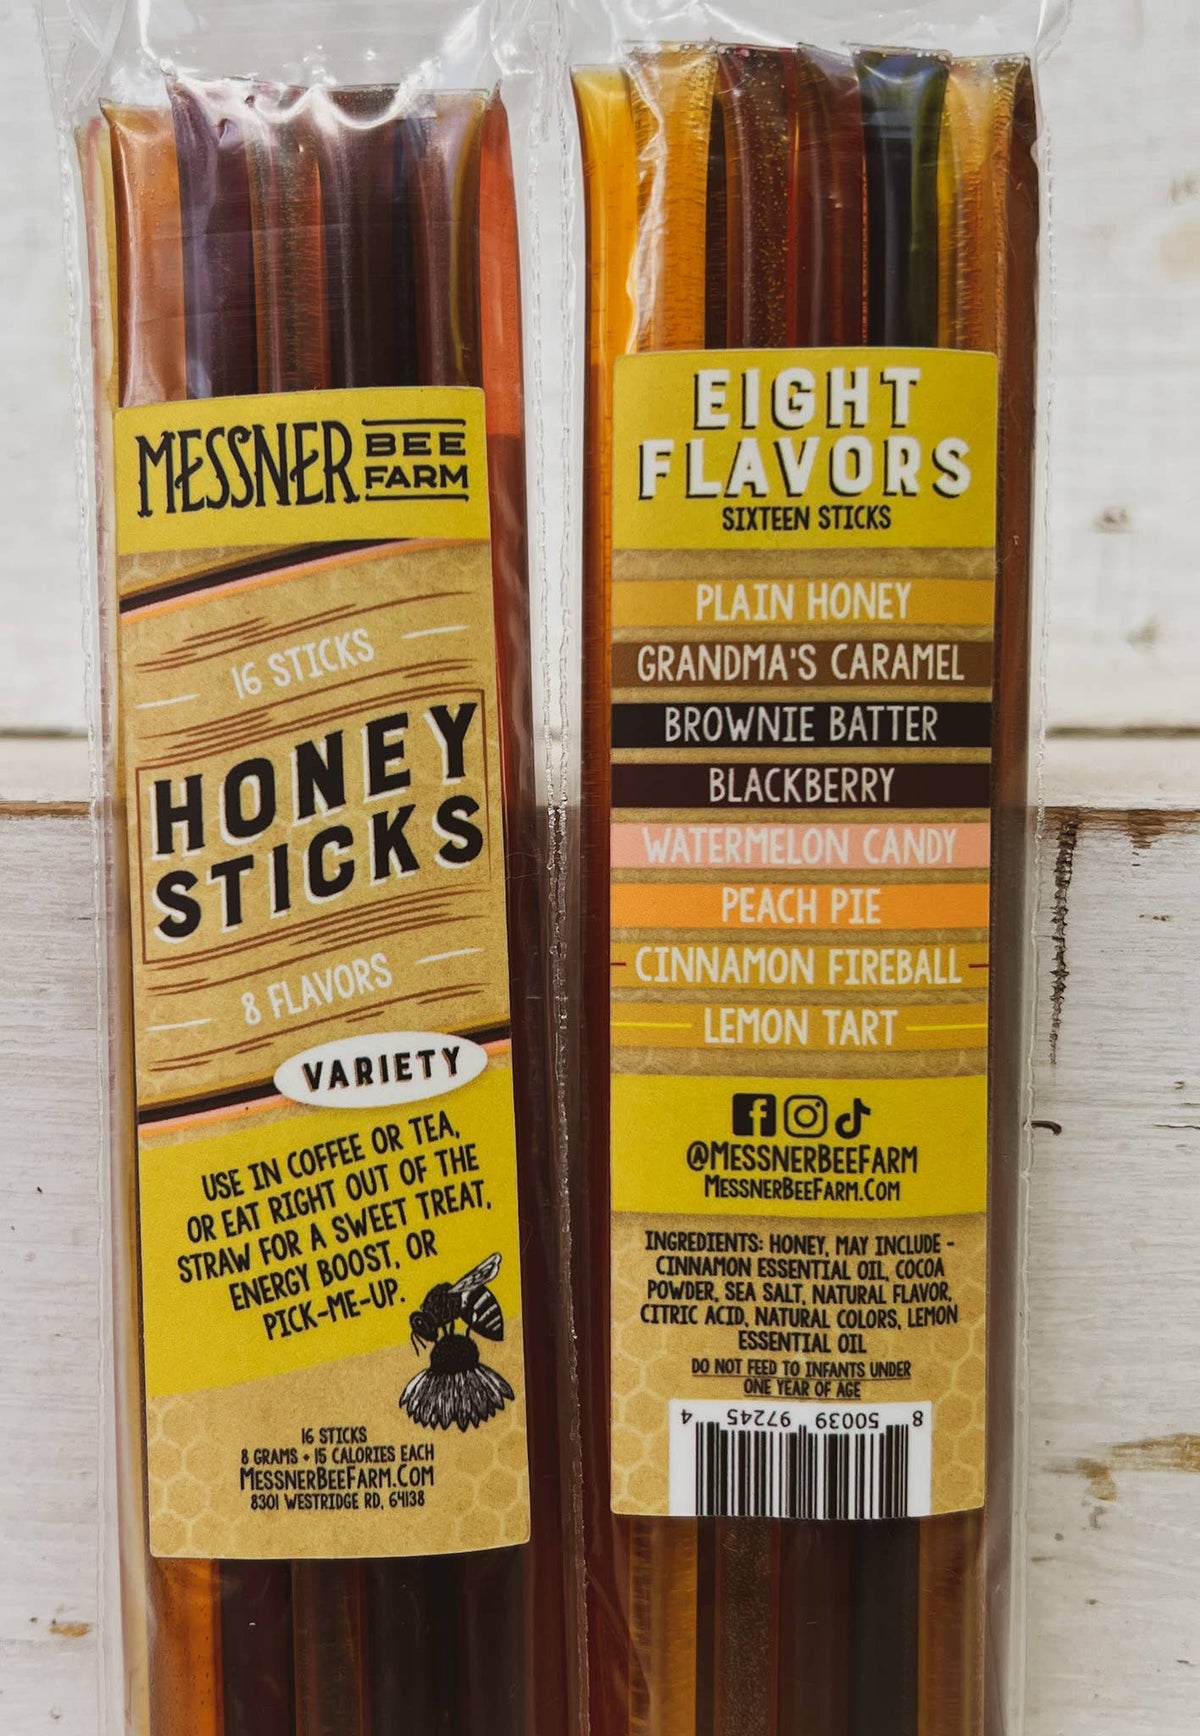 MESSNER BEE FARM
16 STICKS
HONEY
STICKS
8 FLAVORS
VARIETY
USE IN COFFEE OR TEA,
OR EAT RIGHT OUT OF THE
STRAW FOR A SWEET TREAT,
ENERGY BOOST, OR
PICK-ME-UP.
16 STICKS
8 GRAMS • 15 CALORIES EACH
MESSNERBEEFARM.COM
8301 WESTRIDGE RD, 64138
EIGHT
FLAVORS
SIXTEEN STICKS
PLAIN HONEY
GRANDMA'S CARAMEL
BROWNIE BATTER
BLACKBERRY
WATERMELON CANDY
PEACH PIE
CINNAMON FIREBALL
LEMON TART
@MESSNERBEEFARM
MESSNERBEEFARM.COM
INGREDIENTS: HONEY, MAY INCLUDE -
CINNAMON ESSENTIAL OIL, COCOA
POWDER, SEA SALT, NATURAL FLAVOR,
CITRIC ACID, NATURAL COLORS, LEMON
ESSENTIAL OIL
DO NOT FEED TO INFANTS UNDER
ONE YEAR OF AGE
8 50039 97245 4